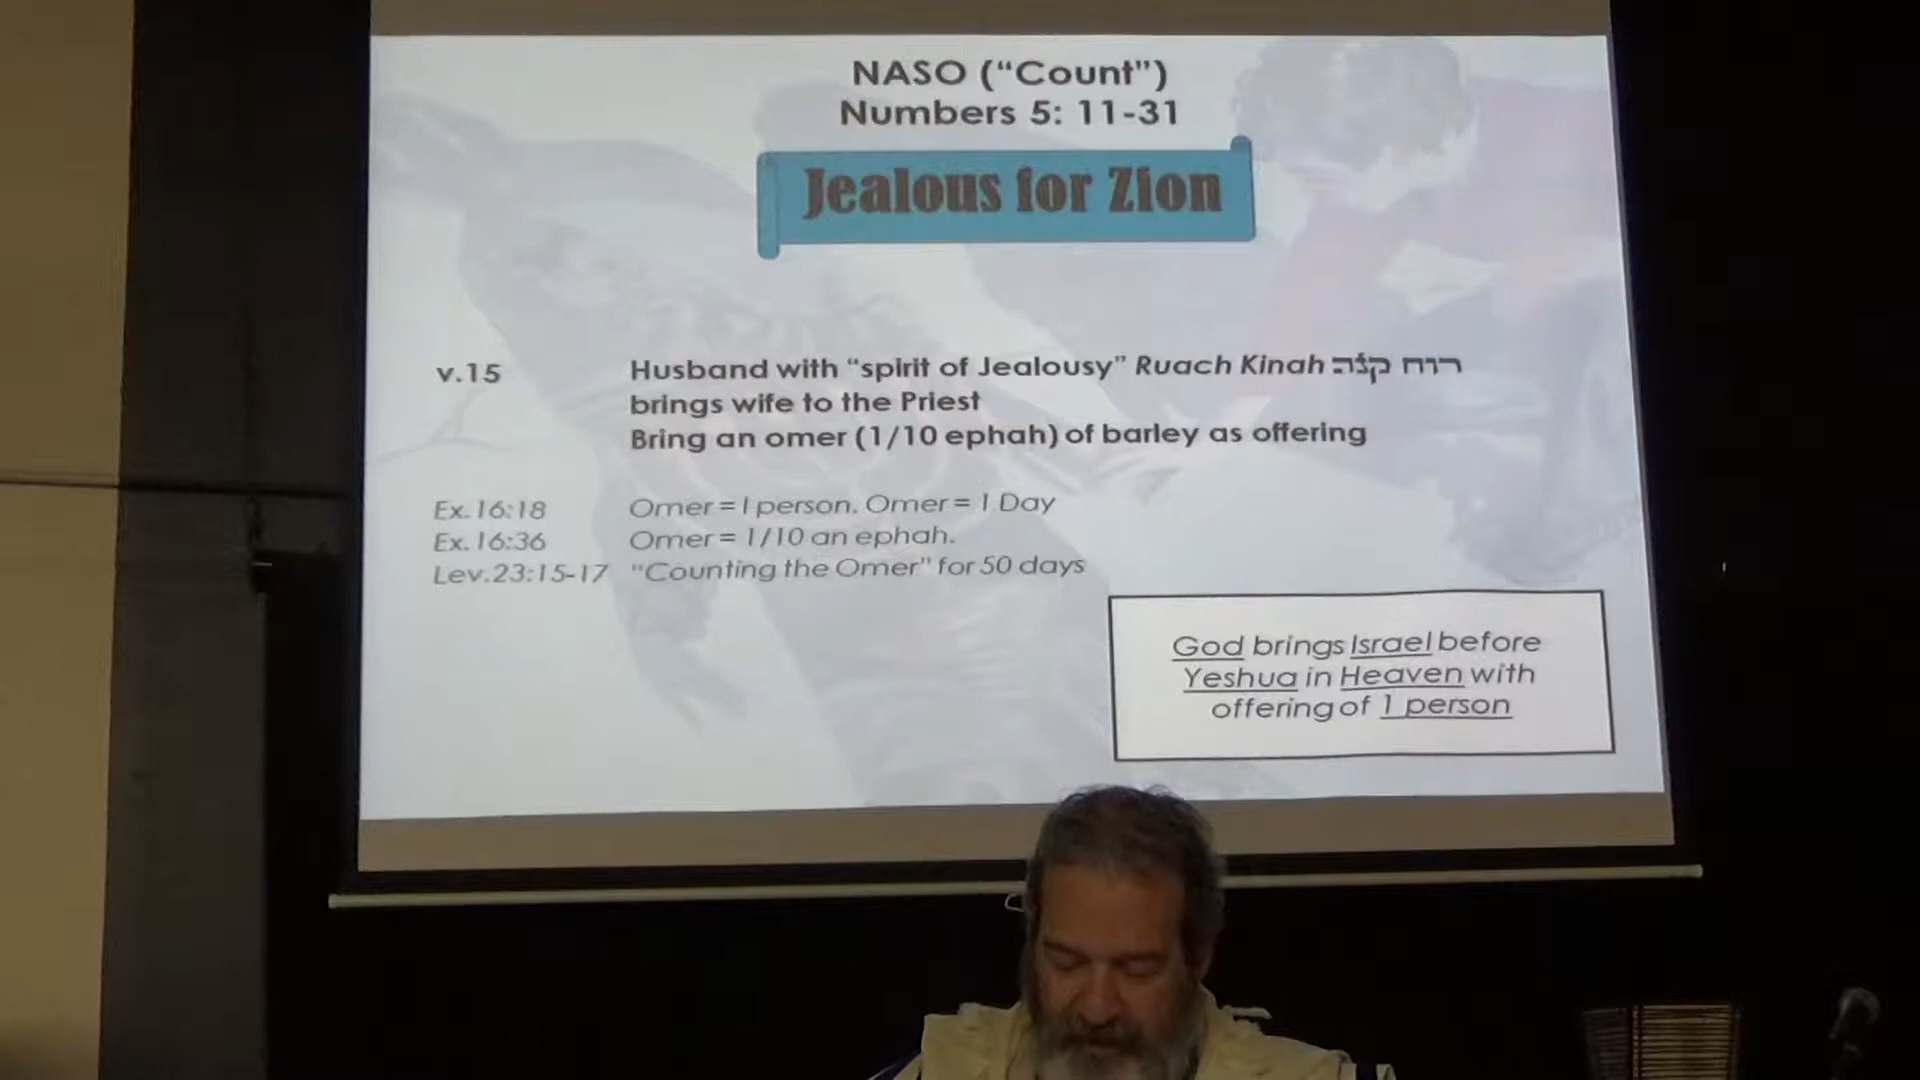 NASO (“Count”)
Numbers 5: 11-31
Jealous for Zion
v.15 Husband with “spirit of Jealousy” Ruach Kinah רוח קנה
brings wife to the Priest
Bring an omer (1/10 ephah) of barley as offering
Ex.16:18 Omer = 1 person. Omer = 1 Day
Ex.16:36 Omer = 1/10 an ephah.
Lev.23:15-17 “Counting the Omer” for 50 days
God brings Israel before
Yeshua in Heaven with
offering of 1 person